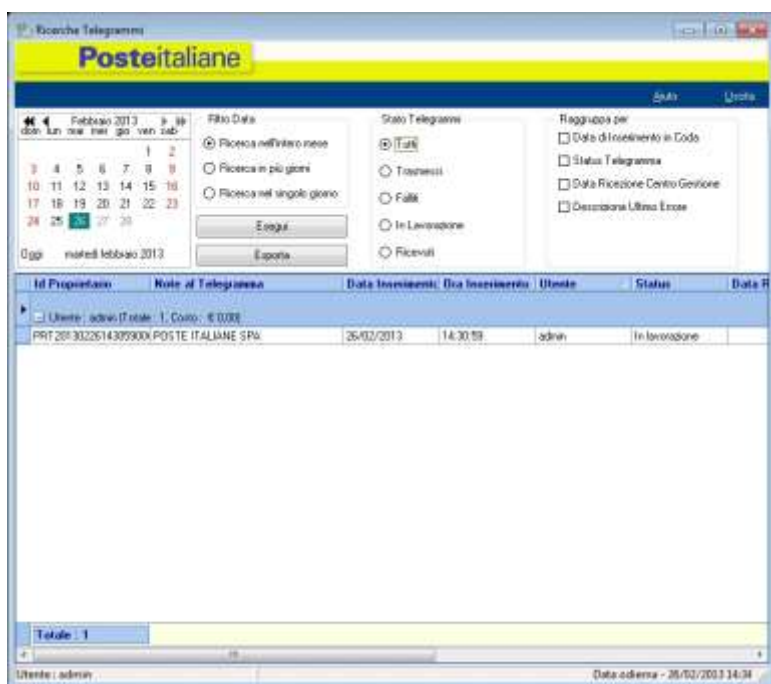 Ricerche Telegrammi
Posteitaliane
Ajuto Uscita
Febbraio 2013
dom lun mar mer gio ven sab
1 2
3 4 5 6 7 8 9
10 11 12 13 14 15 16
17 18 19 20 21 22 23
24 25 26 27 28
Oggi martedì febbraio 2013
Filtro Data
Ricerca nell'intero mese
Ricerca in più giorni
Ricerca nel singolo giorno
Esegui
Esporta
Stato Telegrammi
Tutti
Trasmessi
Falliti
In Lavorazione
Ricevuti
Raggruppa per
Data di Inserimento in Coda
Status Telegramma
Data Ricezione Centro Gestione
Descrizione Ultimo Errore
Id Proprietario Note al Telegramma Data Inserimento Ora Inserimento Utente Status Data R
Utente : admin (Totale : 1, Costo : € 0,00)
POSTE ITALIANE SPA 26/02/2013 14:30:59 admin In lavorazione
Totale : 1
Utente : admin Data odierna - 26/02/2013 14:34